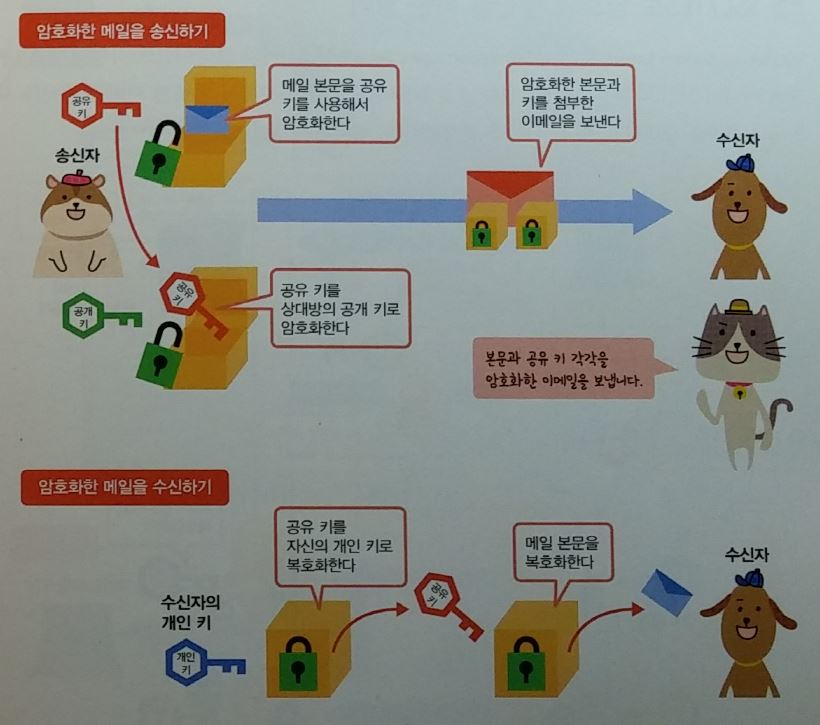 암호화한 메일을 송신하기
공유
키
메일 본문을 공유
키를 사용해서
암호화한다
암호화한 본문과
키를 첨부한
이메일을 보낸다
송신자
수신자
공유
키
공개
키
공유 키를
상대방의 공개 키로
암호화한다
본문과 공유 키 각각을
암호화한 이메일을 보냅니다.
암호화한 메일을 수신하기
공유 키를
자신의 개인 키로
복호화한다
메일 본문을
복호화한다
수신자
수신자의
개인 키
개인
키
공유
키